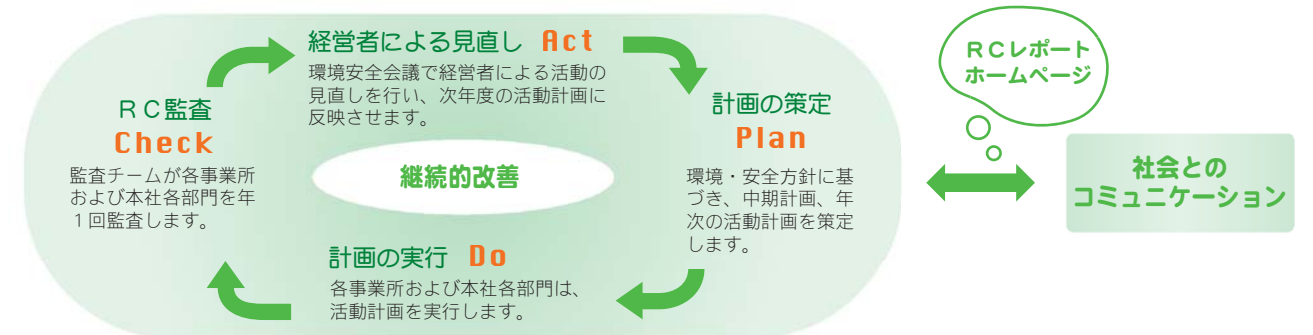 経営者による見直し Act
環境安全会議で経営者による活動の
見直しを行い、次年度の活動計画に
反映させます。
計画の策定
Plan
環境・安全方針に基
づき、中期計画、年
次の活動計画を策定
します。
計画の実行 Do
各事業所および本社各部門は、
活動計画を実行します。
ＲＣ監査
Check
監査チームが各事業所
および本社各部門を年
１回監査します。
継続的改善
ＲＣレポート
ホームページ
社会との
コミュニケーション